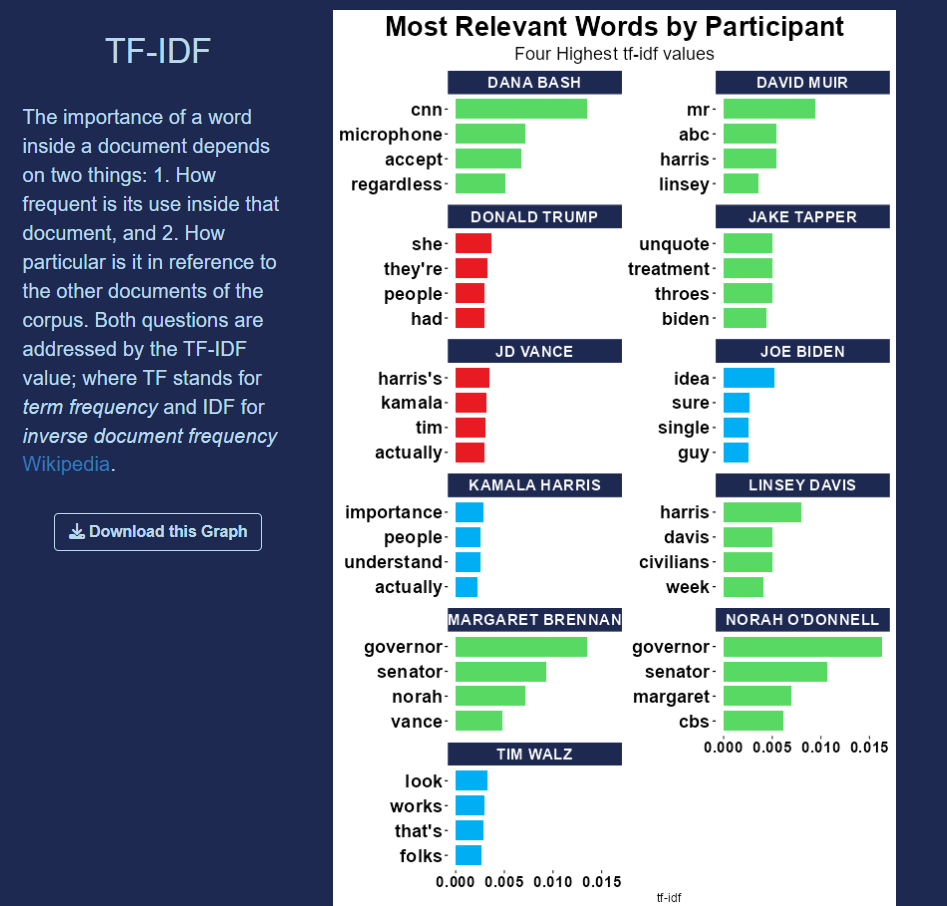 TF-IDF
The importance of a word
inside a document depends
on two things: 1. How
frequent is its use inside that
document, and 2. How
particular is it in reference to
the other documents of the
corpus. Both questions are
addressed by the TF-IDF
value; where TF stands for
term frequency and IDF for
inverse document frequency
Wikipedia.
Download this Graph
Most Relevant Words by Participant
Four Highest tf-idf values
DANA BASH
cnn
microphone
accept
regardless
DAVID MUIR
mr
abc
harris
linsey
DONALD TRUMP
she
they're
people
had
JAKE TAPPER
unquote
treatment
throes
biden
JD VANCE
harris's
kamala
tim
actually
JOE BIDEN
idea
sure
single
guy
KAMALA HARRIS
importance
people
understand
actually
LINSEY DAVIS
harris
davis
civilians
week
MARGARET BRENNAN
governor
senator
norah
vance
NORAH O'DONNELL
governor
senator
margaret
cbs
0.000 0.005 0.010 0.015
TIM WALZ
look
works
that's
folks
0.000 0.005 0.010 0.015
tf-idf